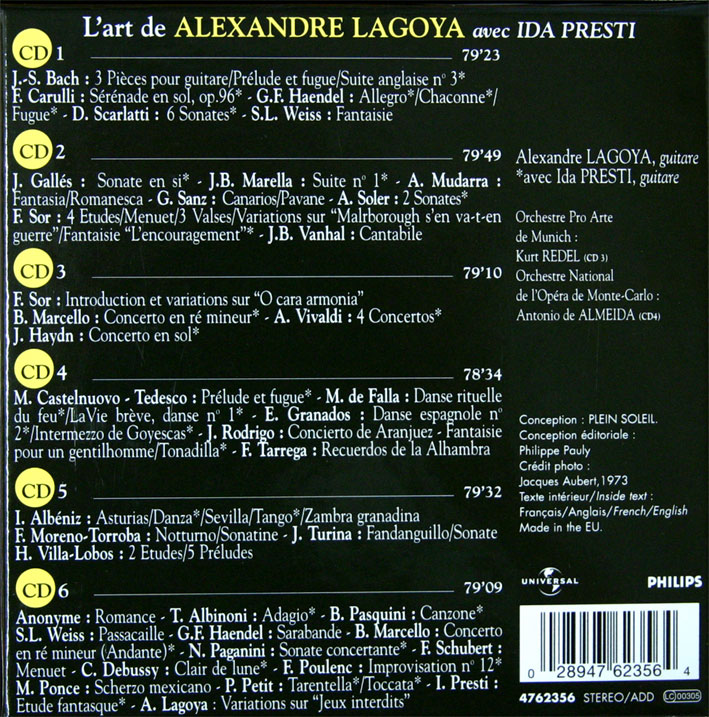 L'art de ALEXANDRE LAGOYA avec IDA PRESTI
CD 1 79'23
J.-S. Bach : 3 Pièces pour guitare/Prélude et fugue/Suite anglaise nº 3*
F. Carulli : Sérénade en sol, op.96* - G.F. Haendel : Allegro*/Chaconne*/
Fugue* - D. Scarlatti : 6 Sonates* - S.L. Weiss : Fantaisie
CD 2 79'49
J. Gallés : Sonate en si* - J.B. Marella : Suite nº 1* - A. Mudarra :
Fantasia/Romanesca - G. Sanz : Canarios/Pavane - A. Soler : 2 Sonates*
F. Sor : 4 Etudes/Menuet/3 Valses/Variations sur "Malrborough s'en va-t-en
guerre"/Fantaisie "L'encouragement"* - J.B. Vanhal : Cantabile
CD 3 79'10
F. Sor : Introduction et variations sur "O cara armonia"
B. Marcello : Concerto en ré mineur* - A. Vivaldi : 4 Concertos*
J. Haydn : Concerto en sol*
CD 4 78'34
M. Castelnuovo - Tedesco : Prélude et fugue* - M. de Falla : Danse rituelle
du feu*/LaVie brève, danse nº 1* - E. Granados : Danse espagnole nº
2*/Intermezzo de Goyescas* - J. Rodrigo : Concierto de Aranjuez - Fantaisie
pour un gentilhomme/Tonadilla* - F. Tarrega : Recuerdos de la Alhambra
CD 5 79'32
I. Albéniz : Asturias/Danza*/Sevilla/Tango*/Zambra granadina
F. Moreno-Torroba : Notturno/Sonatine - J. Turina : Fandanguillo/Sonate
H. Villa-Lobos : 2 Etudes/5 Préludes
CD 6 79'09
Anonyme : Romance - T. Albinoni : Adagio* - B. Pasquini : Canzone*
S.L. Weiss : Passacaille - G.F. Haendel : Sarabande - B. Marcello : Concerto
en ré mineur (Andante)* - N. Paganini : Sonate concertante* - F. Schubert :
Menuet - C. Debussy : Clair de lune* - F. Poulenc : Improvisation nº 12*
M. Ponce : Scherzo mexicano - P. Petit : Tarentella*/Toccata* - I. Presti :
Etude fantasque* - A. Lagoya : Variations sur "Jeux interdits"
Alexandre LAGOYA, guitare
*avec Ida PRESTI, guitare
Orchestre Pro Arte
de Munich :
Kurt REDEL (CD 3)
Orchestre National
de l'Opéra de Monte-Carlo :
Antonio de ALMEIDA (CD4)
Conception : PLEIN SOLEIL.
Conception éditoriale :
Philippe Pauly
Crédit photo :
Jacques Aubert,1973
Texte intérieur/Inside text :
Français/Anglais/French/English
Made in the EU.
UNIVERSAL PHILIPS
0 28947 62356 4
4762356 STEREO/ADD LC 00305